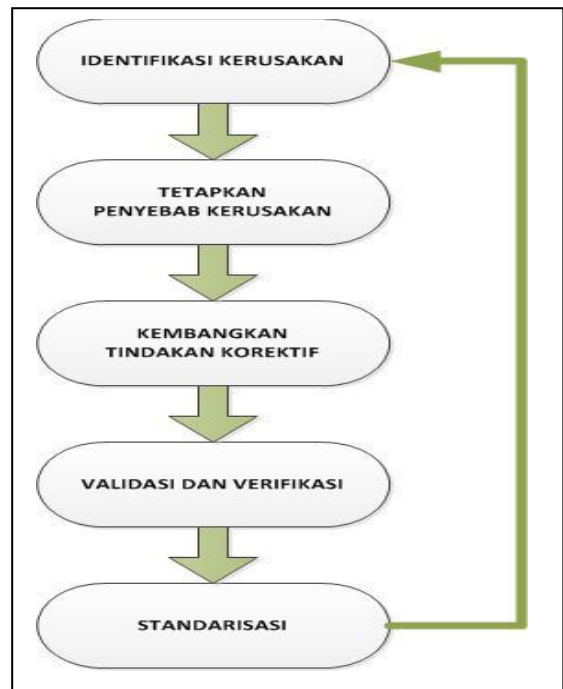 IDENTIFIKASI KERUSAKAN
TETAPKAN
PENYEBAB KERUSAKAN
KEMBANGKAN
TINDAKAN KOREKTIF
VALIDASI DAN VERIFIKASI
STANDARISASI